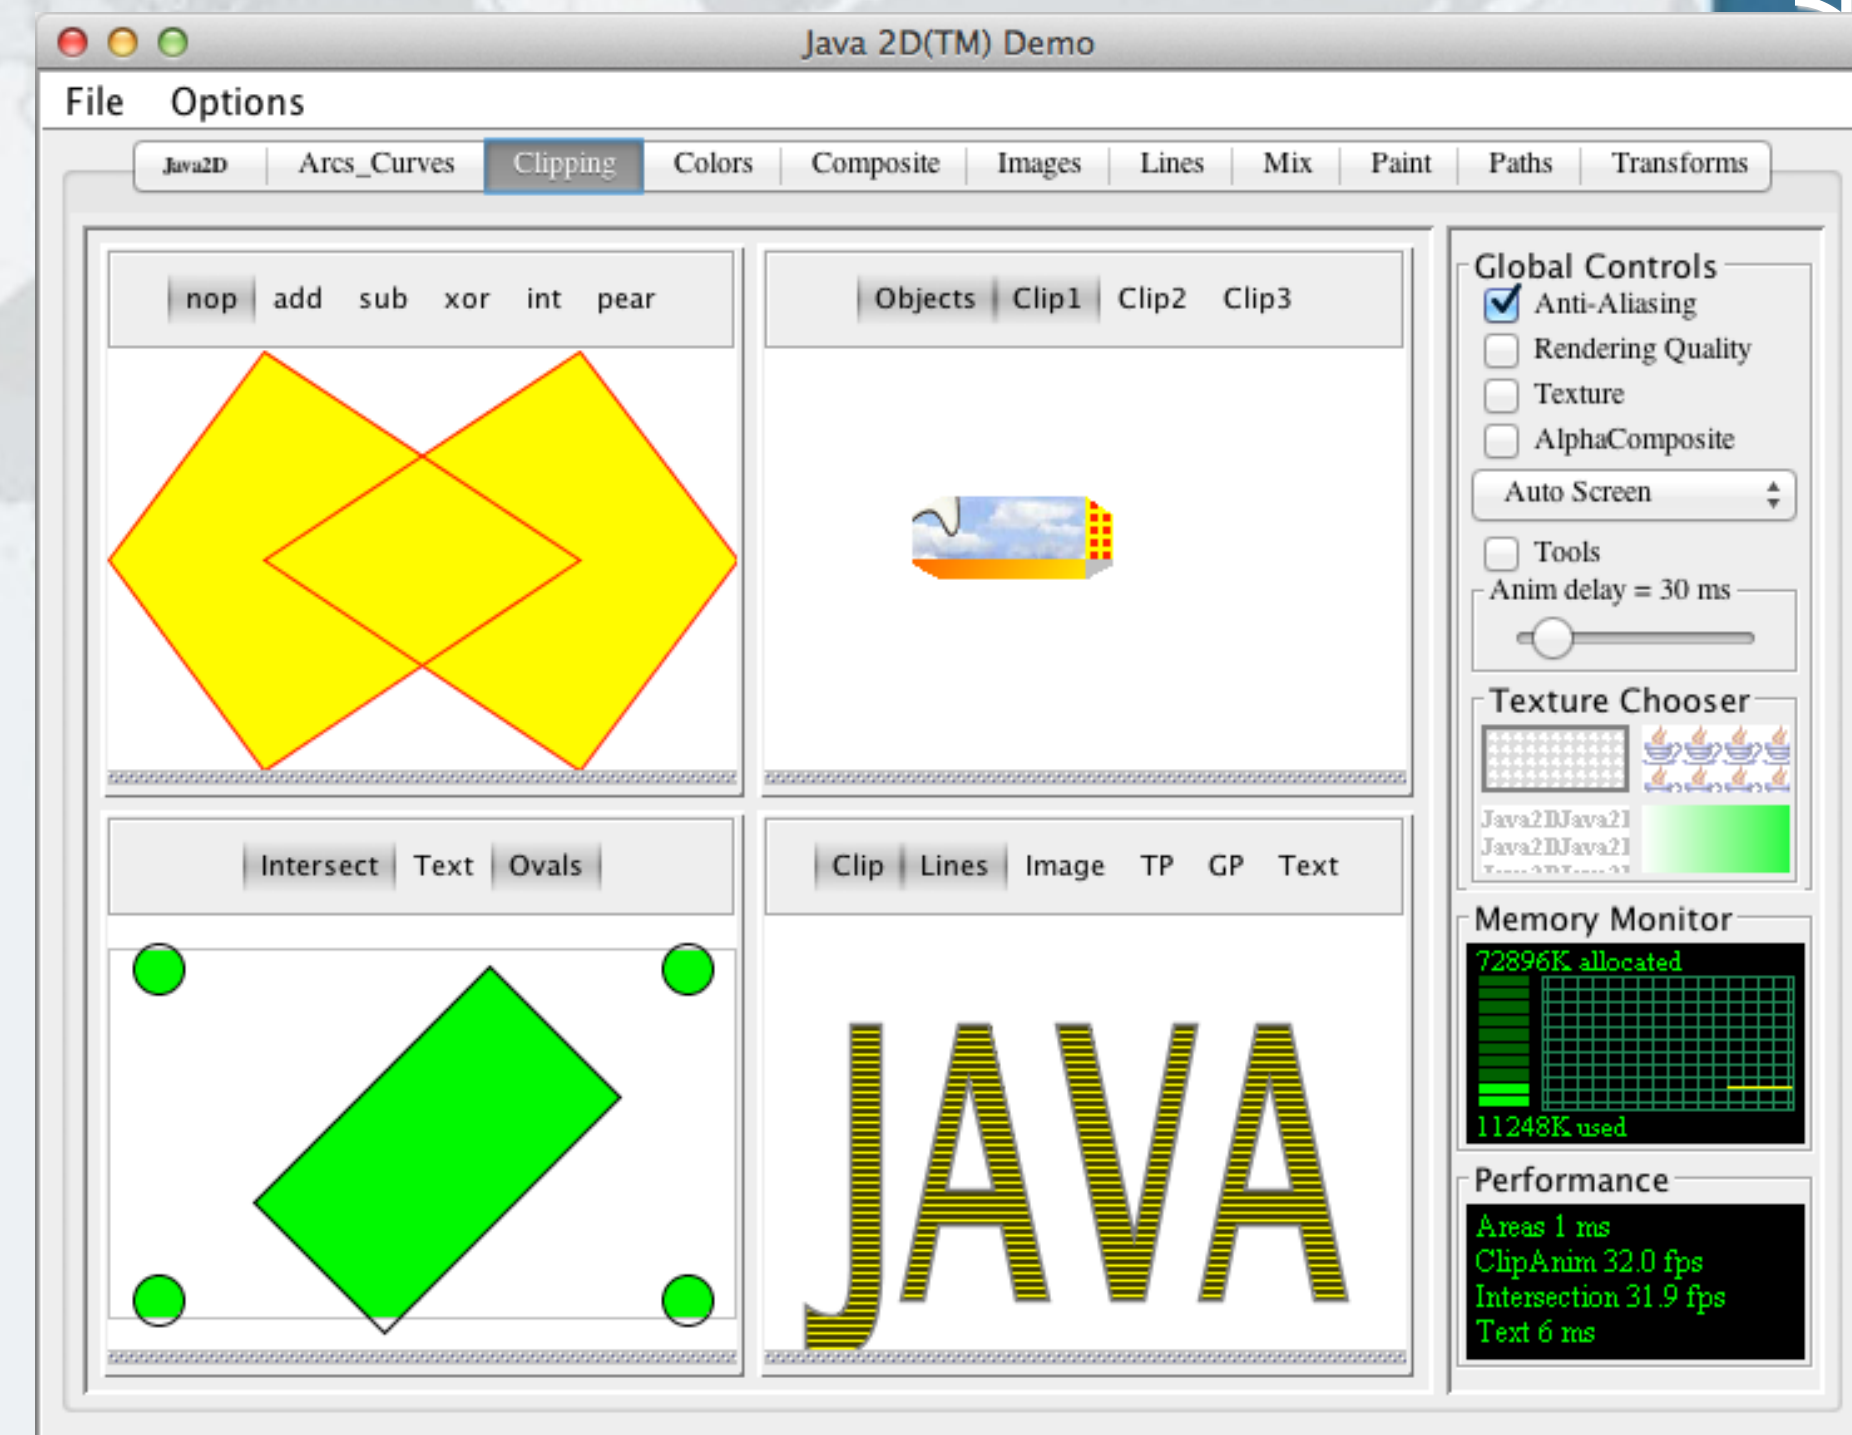 Java 2D(TM) Demo
File Options
Java2D Arcs_Curves Clipping Colors Composite Images Lines Mix Paint Paths Transforms
nop add sub xor int pear
Objects Clip1 Clip2 Clip3
Intersect Text Ovals
Clip Lines Image TP GP Text
JAVA
Global Controls
Anti-Aliasing
Rendering Quality
Texture
AlphaComposite
Auto Screen
Tools
Anim delay = 30 ms
Texture Chooser
Java2DJava2
Java2DJava2
Memory Monitor
72896K allocated
11248K used
Performance
Areas 1 ms
ClipAnim 32.0 fps
Intersection 31.9 fps
Text 6 ms